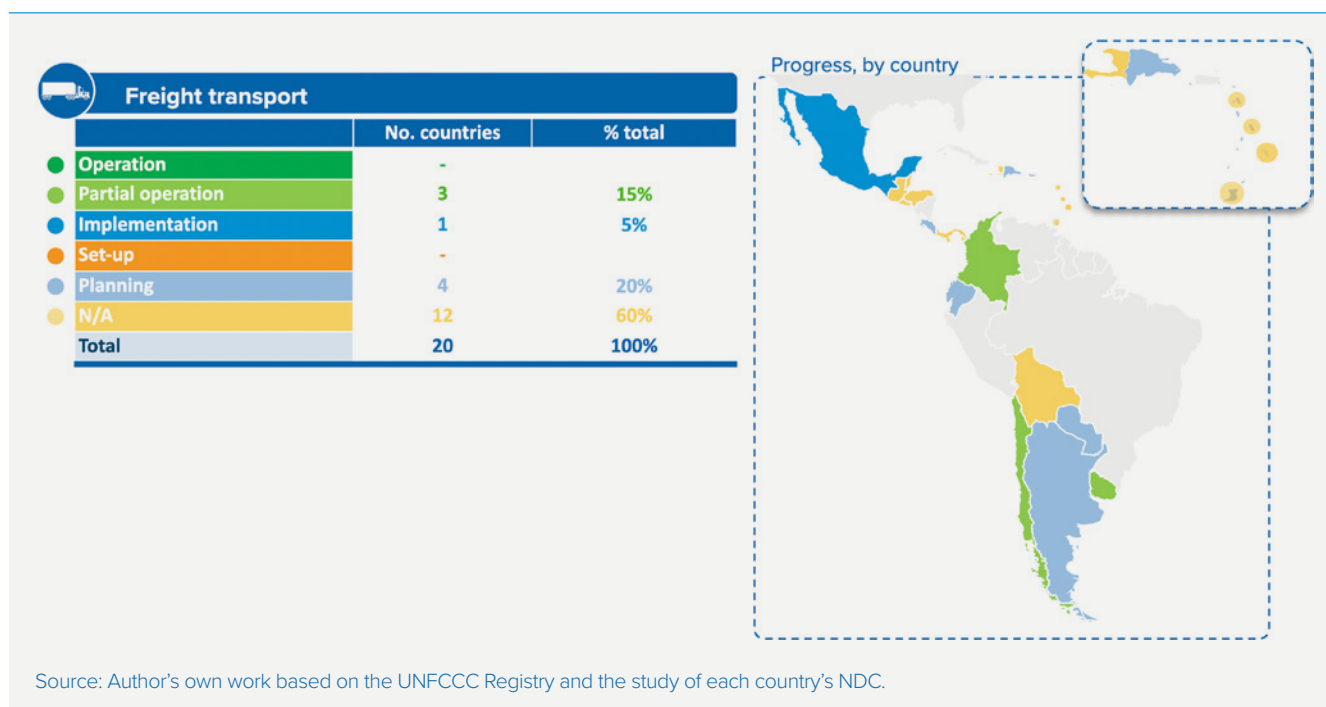 Freight transport
No. countries % total
Operation -
Partial operation 3 15%
Implementation 1 5%
Set-up -
Planning 4 20%
N/A 12 60%
Total 20 100%
Progress, by country
Source: Author’s own work based on the UNFCCC Registry and the study of each country’s NDC.